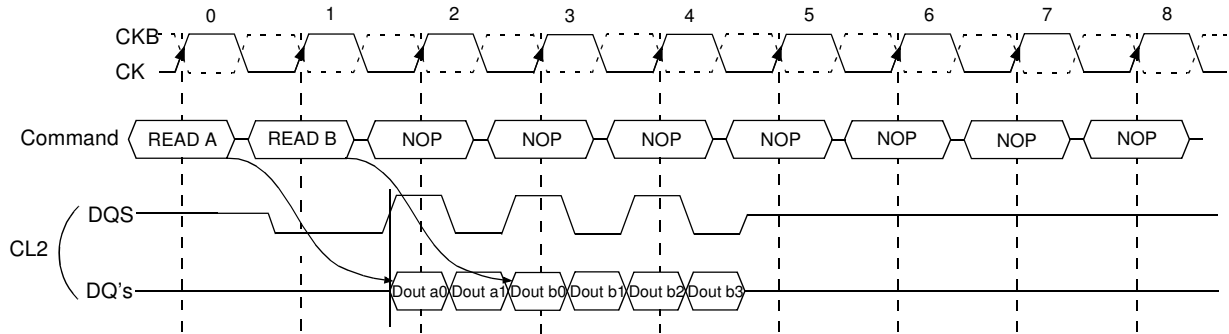 0 1 2 3 4 5 6 7 8
CKB
CK
Command READ A READ B NOP NOP NOP NOP NOP NOP NOP
DQS
CL2
DQ's Dout a0 Dout a1 Dout b0 Dout b1 Dout b2 Dout b3